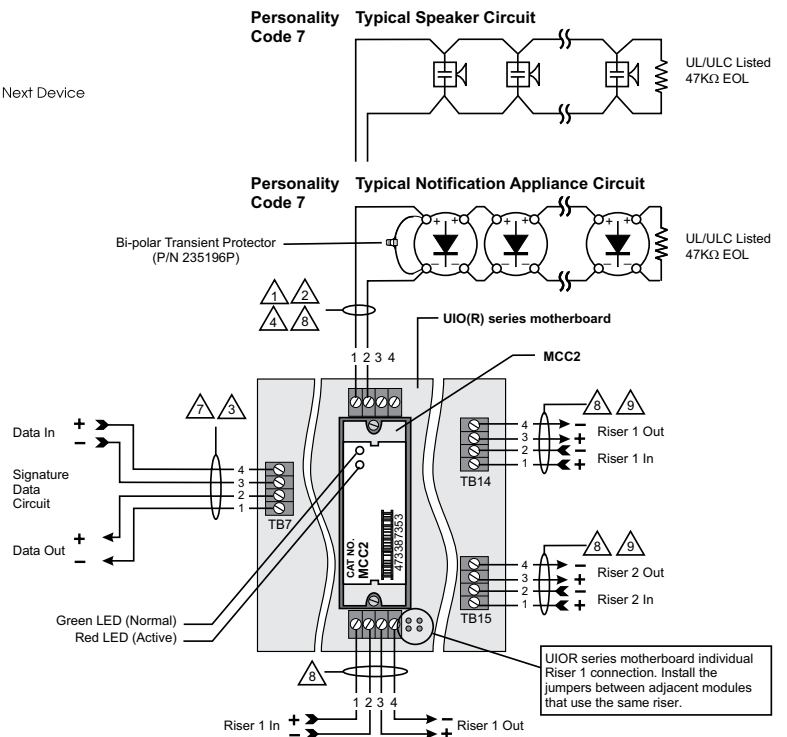 Personality Typical Speaker Circuit
Code 7
UL/ULC Listed
47KΩ EOL
Next Device
Personality Typical Notification Appliance Circuit
Code 7
Bi-polar Transient Protector
(P/N 235196P)
+ + +
− − −
UL/ULC Listed
47KΩ EOL
1 2
4 8
UIO(R) series motherboard
1 2 3 4
MCC2
7 3
8 9
Data In
+
−
4
3
2
1
TB7
Signature
Data
Circuit
Data Out
+
−
4 −
3 + Riser 1 Out
2 −
1 + Riser 1 In
TB14
CAT NO.
MCC2
473387353
8 9
4 −
3 + Riser 2 Out
2 −
1 + Riser 2 In
TB15
Green LED (Normal)
Red LED (Active)
UIOR series motherboard individual
Riser 1 connection. Install the
jumpers between adjacent modules
that use the same riser.
8
1 2 3 4
Riser 1 In + −
− + Riser 1 Out